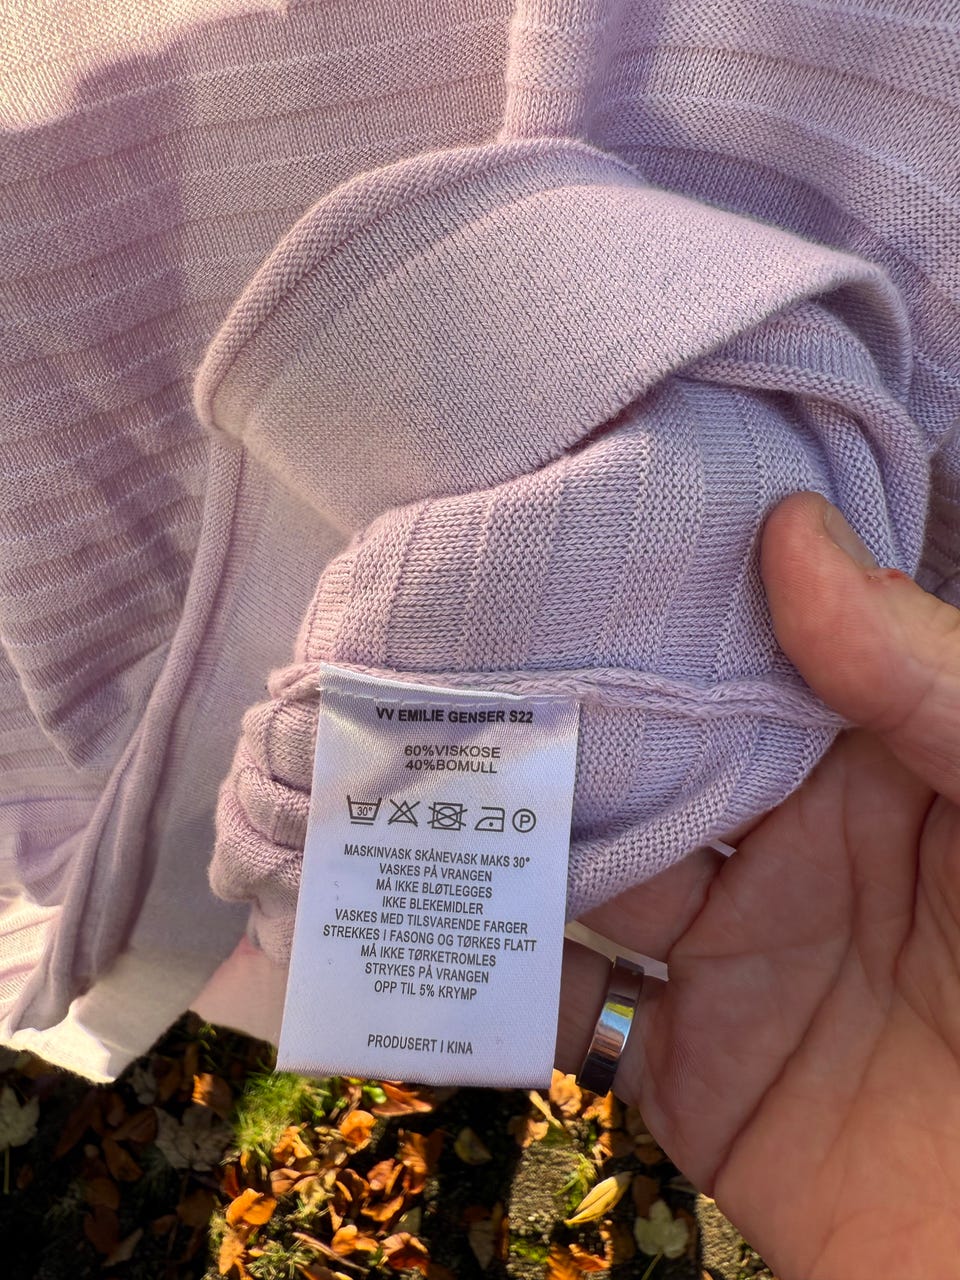 VV EMILIE GENSER S22
60%VISKOSE
40%BOMULL
30° P
MASKINVASK SKÅNEVASK MAKS 30°
VASKES PÅ VRANGEN
MÅ IKKE BLØTLEGGES
IKKE BLEKEMIDLER
VASKES MED TILSVARENDE FARGER
STREKKES I FASONG OG TØRKES FLATT
MÅ IKKE TØRKETROMLES
STRYKES PÅ VRANGEN
OPP TIL 5% KRYMP
PRODUSERT I KINA